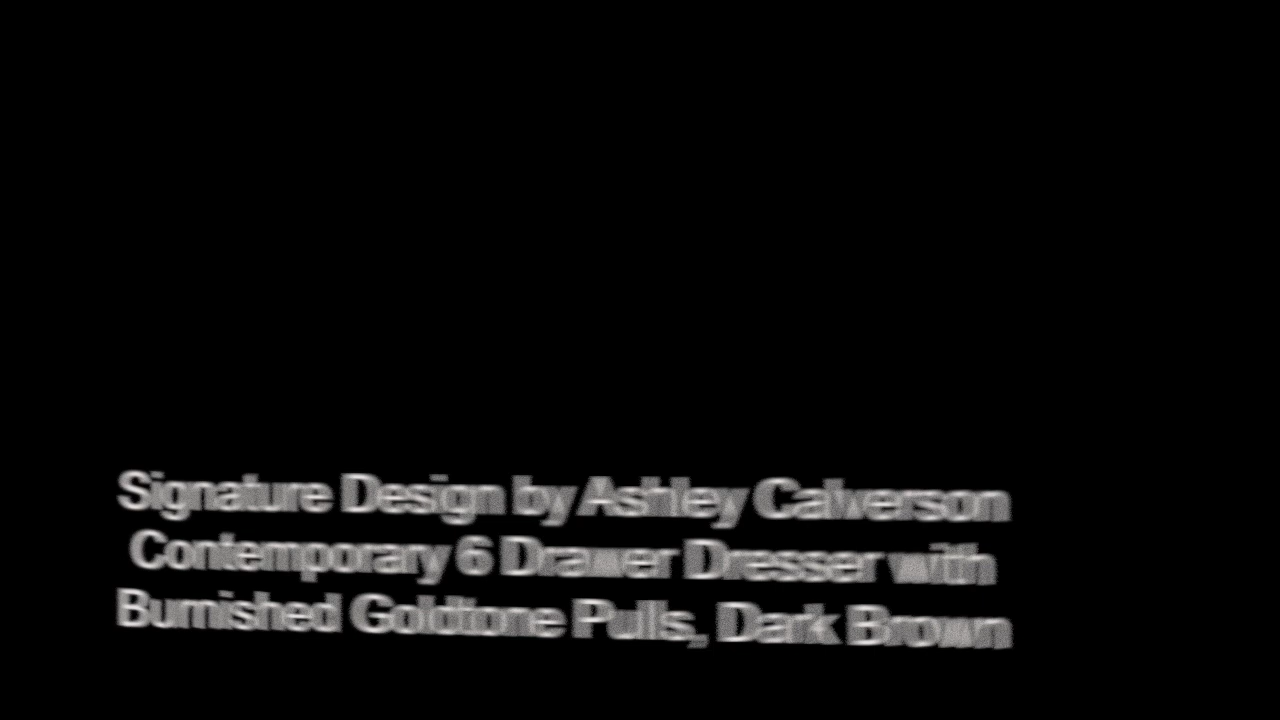 Signature Design by Ashley Calverson
Contemporary 6 Drawer Dresser with
Burnished Goldtone Pulls, Dark Brown